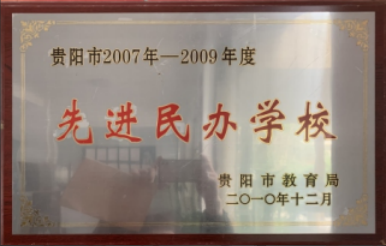 贵阳市2007年—2009年度
先进民办学校
贵阳市教育局
二〇一〇年十二月